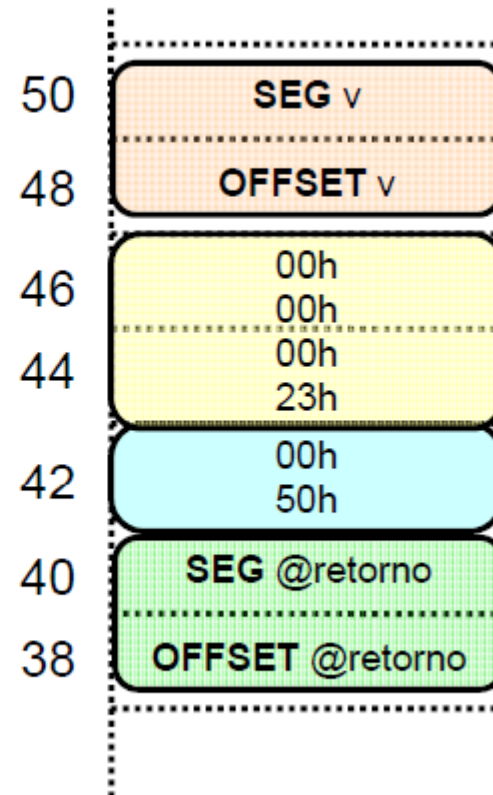 50 SEG v
48 OFFSET v
46 00h
00h
44 00h
23h
42 00h
50h
40 SEG @retorno
38 OFFSET @retorno